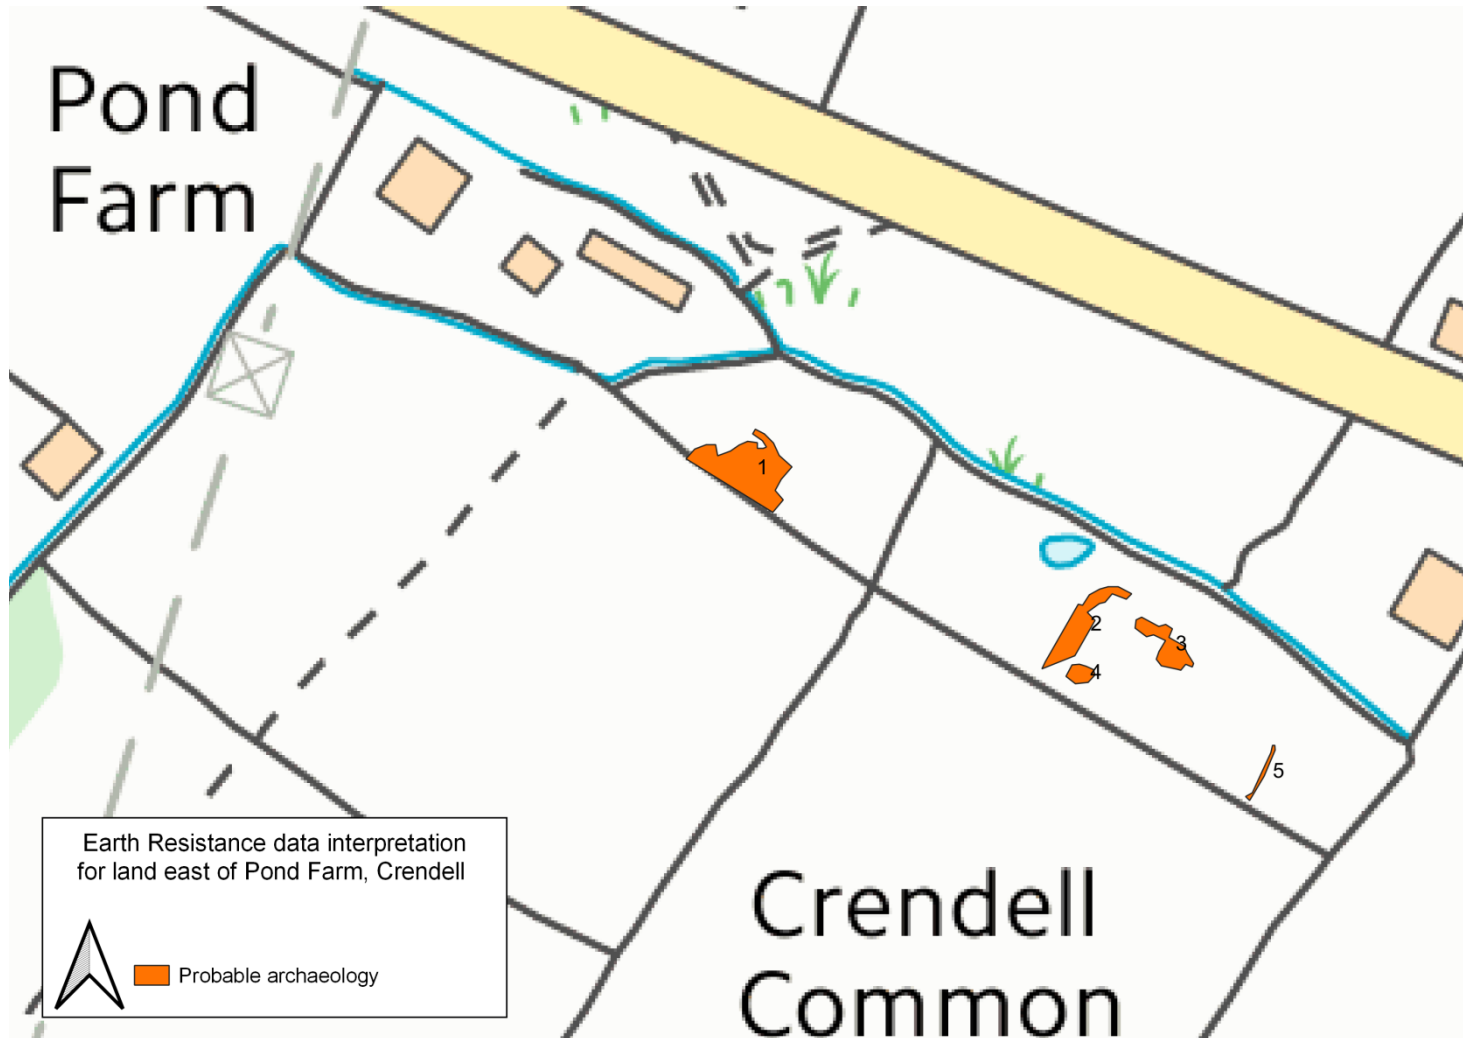 Pond
Farm
1
2
3
4
5
Crendell
Common
Earth Resistance data interpretation
for land east of Pond Farm, Crendell
Probable archaeology